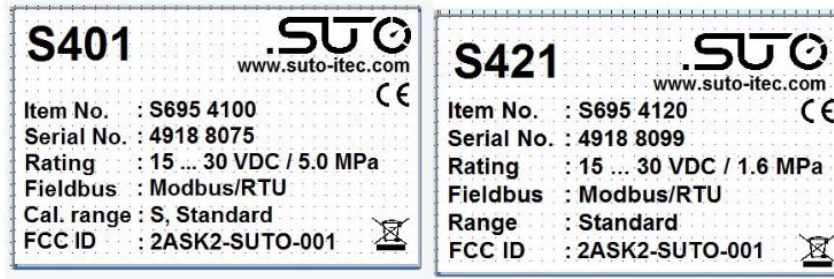 S401
.SUTO
www.suto-itec.com
Item No. : S695 4100
Serial No. : 4918 8075
Rating : 15 ... 30 VDC / 5.0 MPa
Fieldbus : Modbus/RTU
Cal. range : S, Standard
FCC ID : 2ASK2-SUTO-001
CE
S421
.SUTO
www.suto-itec.com
Item No. : S695 4120
Serial No. : 4918 8099
Rating : 15 ... 30 VDC / 1.6 MPa
Fieldbus : Modbus/RTU
Range : Standard
FCC ID : 2ASK2-SUTO-001
CE